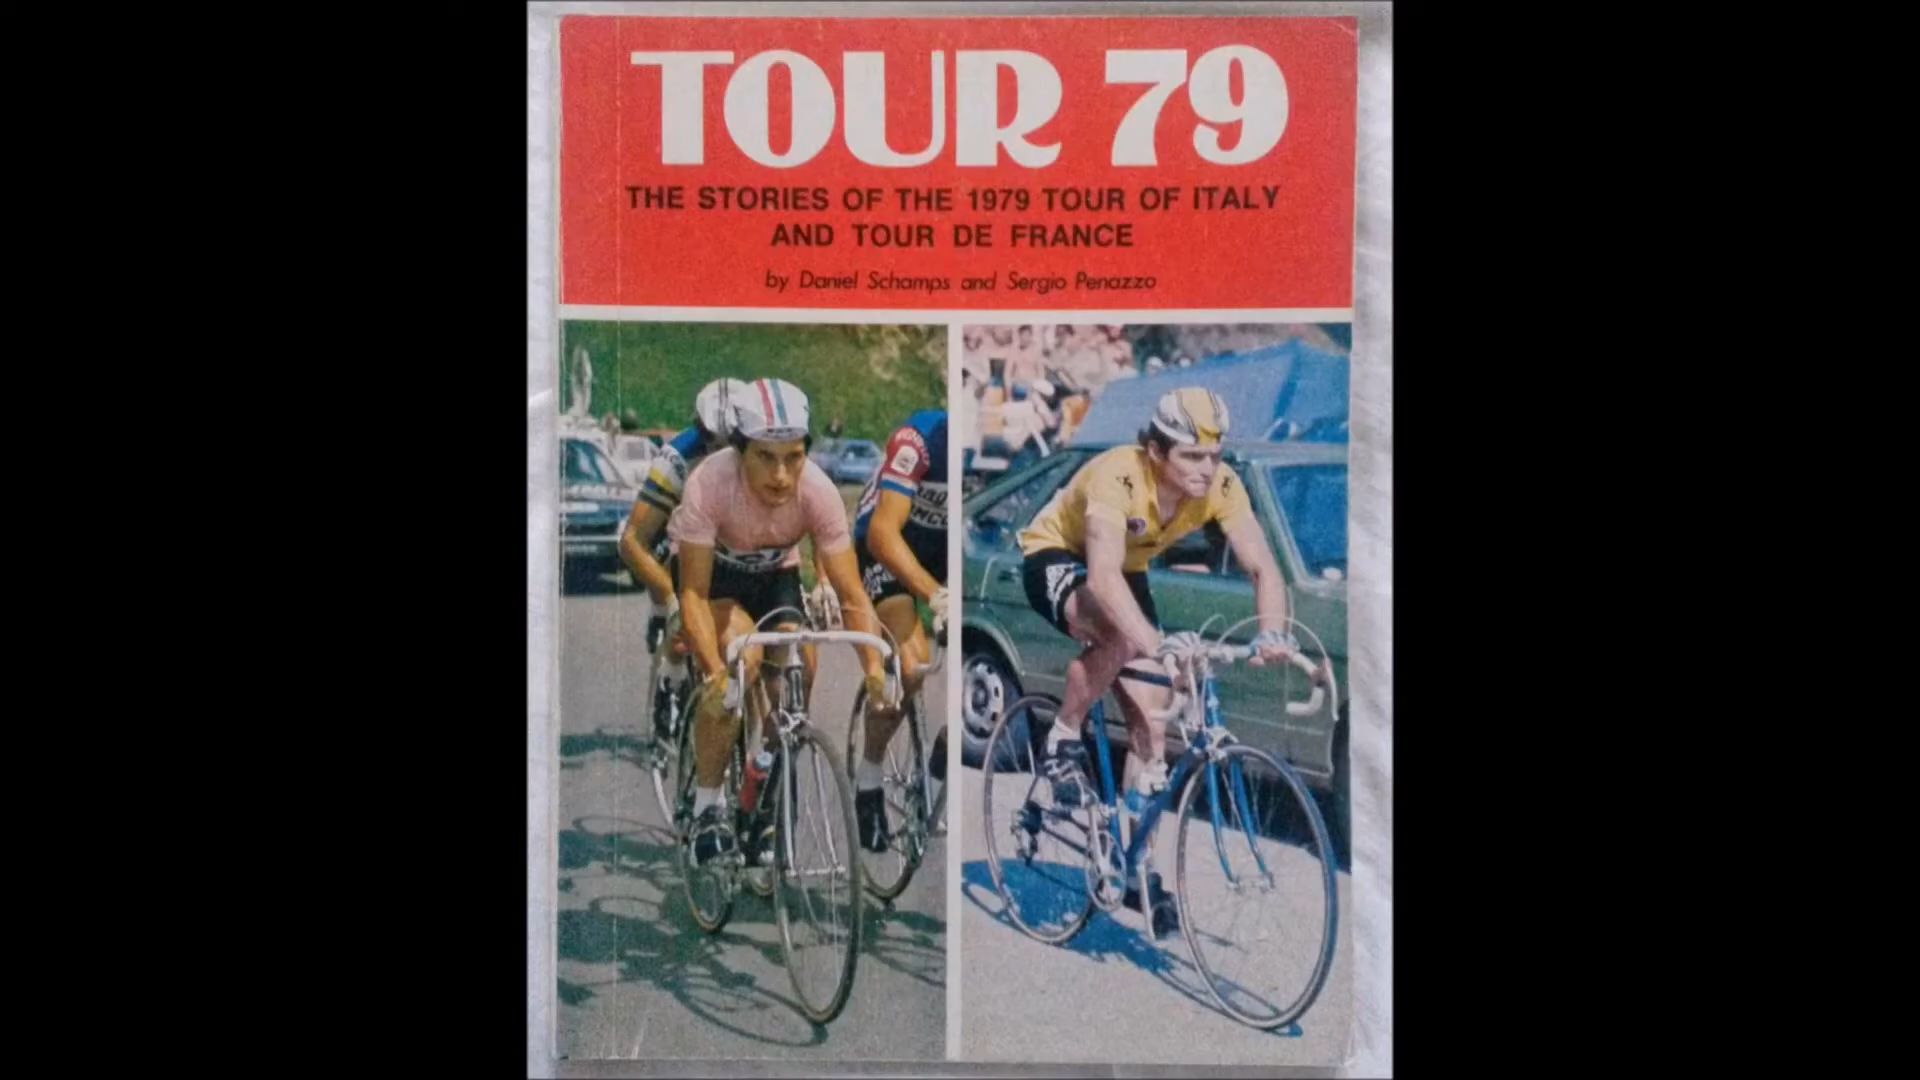 TOUR 79
THE STORIES OF THE 1979 TOUR OF ITALY
AND TOUR DE FRANCE
by Daniel Schamps and Sergio Penazzo